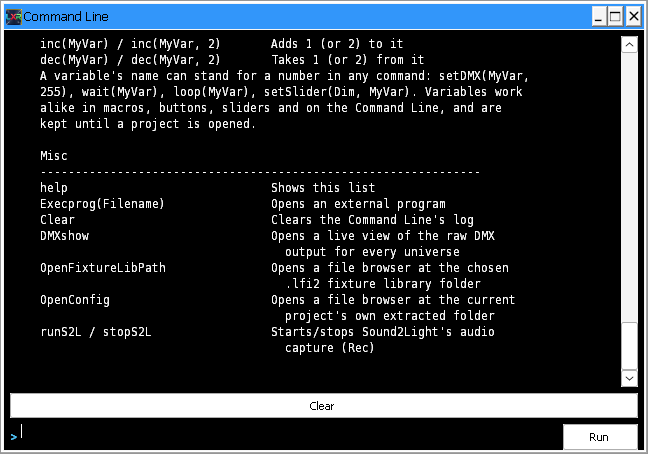 Command Line
inc(MyVar) / inc(MyVar, 2)       Adds 1 (or 2) to it
dec(MyVar) / dec(MyVar, 2)       Takes 1 (or 2) from it
A variable's name can stand for a number in any command: setDMX(MyVar,
255), wait(MyVar), loop(MyVar), setSlider(Dim, MyVar). Variables work
alike in macros, buttons, sliders and on the Command Line, and are
kept until a project is opened.
Misc
---------------------------------------------------------------
help                             Shows this list
Execprog(Filename)               Opens an external program
Clear                            Clears the Command Line's log
DMXshow                          Opens a live view of the raw DMX
                                   output for every universe
OpenFixtureLibPath               Opens a file browser at the chosen
                                   .lfi2 fixture library folder
OpenConfig                       Opens a file browser at the current
                                   project's own extracted folder
runS2L / stopS2L                 Starts/stops Sound2Light's audio
                                   capture (Rec)
Clear
>
Run